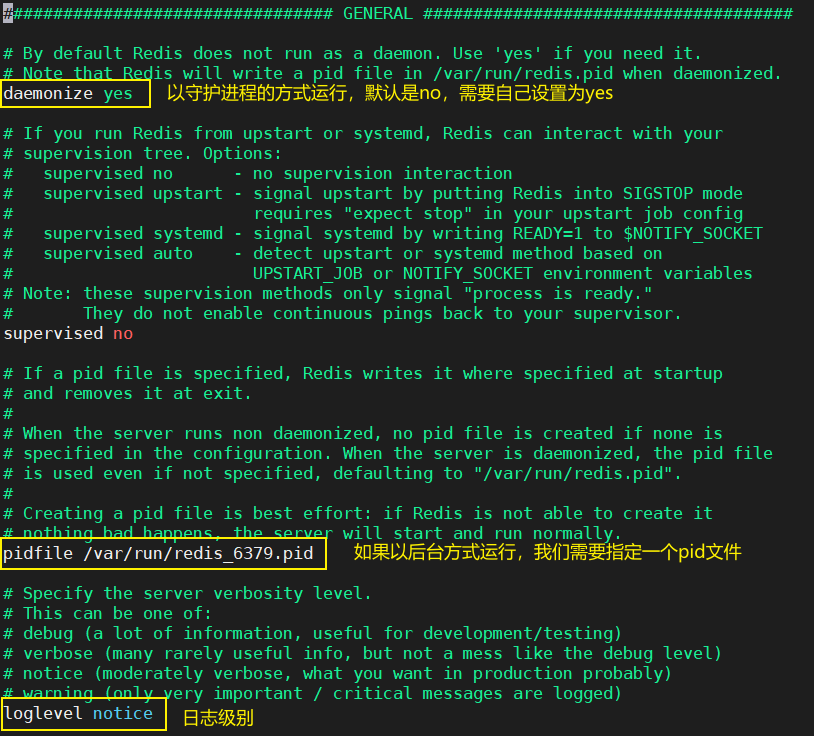 ################################# GENERAL #####################################

# By default Redis does not run as a daemon. Use 'yes' if you need it.
# Note that Redis will write a pid file in /var/run/redis.pid when daemonized.
daemonize yes 以守护进程的方式运行，默认是no，需要自己设置为yes

# If you run Redis from upstart or systemd, Redis can interact with your
# supervision tree. Options:
#   supervised no      - no supervision interaction
#   supervised upstart - signal upstart by putting Redis into SIGSTOP mode
#                        requires "expect stop" in your upstart job config
#   supervised systemd - signal systemd by writing READY=1 to $NOTIFY_SOCKET
#   supervised auto    - detect upstart or systemd method based on
#                        UPSTART_JOB or NOTIFY_SOCKET environment variables
# Note: these supervision methods only signal "process is ready."
#       They do not enable continuous pings back to your supervisor.
supervised no

# If a pid file is specified, Redis writes it where specified at startup
# and removes it at exit.
#
# When the server runs non daemonized, no pid file is created if none is
# specified in the configuration. When the server is daemonized, the pid file
# is used even if not specified, defaulting to "/var/run/redis.pid".
#
# Creating a pid file is best effort: if Redis is not able to create it
# nothing bad happens, the server will start and run normally.
pidfile /var/run/redis_6379.pid 如果以后台方式运行，我们需要指定一个pid文件

# Specify the server verbosity level.
# This can be one of:
# debug (a lot of information, useful for development/testing)
# verbose (many rarely useful info, but not a mess like the debug level)
# notice (moderately verbose, what you want in production probably)
# warning (only very important / critical messages are logged)
loglevel notice 日志级别